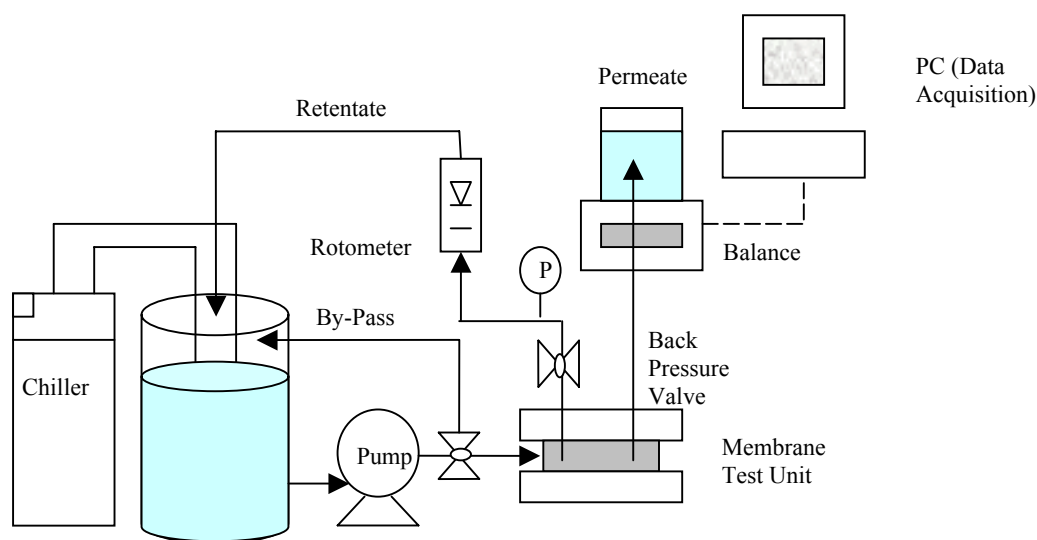 Permeate
PC (Data
Acquisition)
Retentate
Rotometer
P
Balance
By-Pass
Back
Pressure
Valve
Chiller
Pump
Membrane
Test Unit